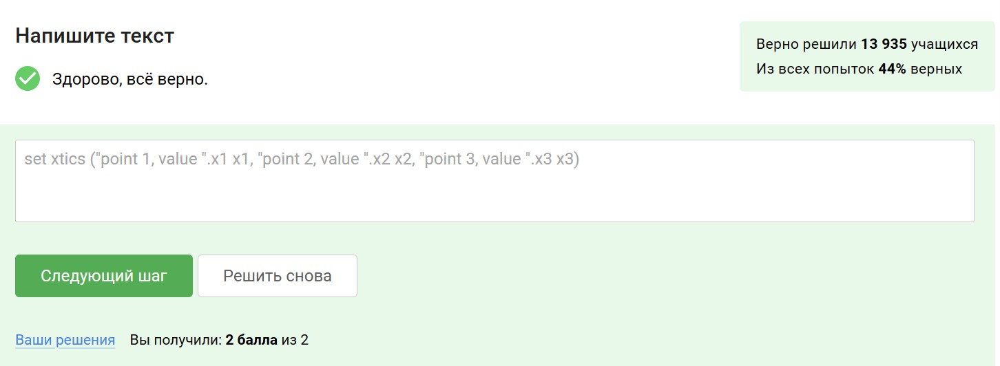 Напишите текст
Верно решили 13 935 учащихся
Из всех попыток 44% верных
Здорово, всё верно.
set xtics ("point 1, value ".x1 x1, "point 2, value ".x2 x2, "point 3, value ".x3 x3)
Следующий шаг
Решить снова
Ваши решения Вы получили: 2 балла из 2